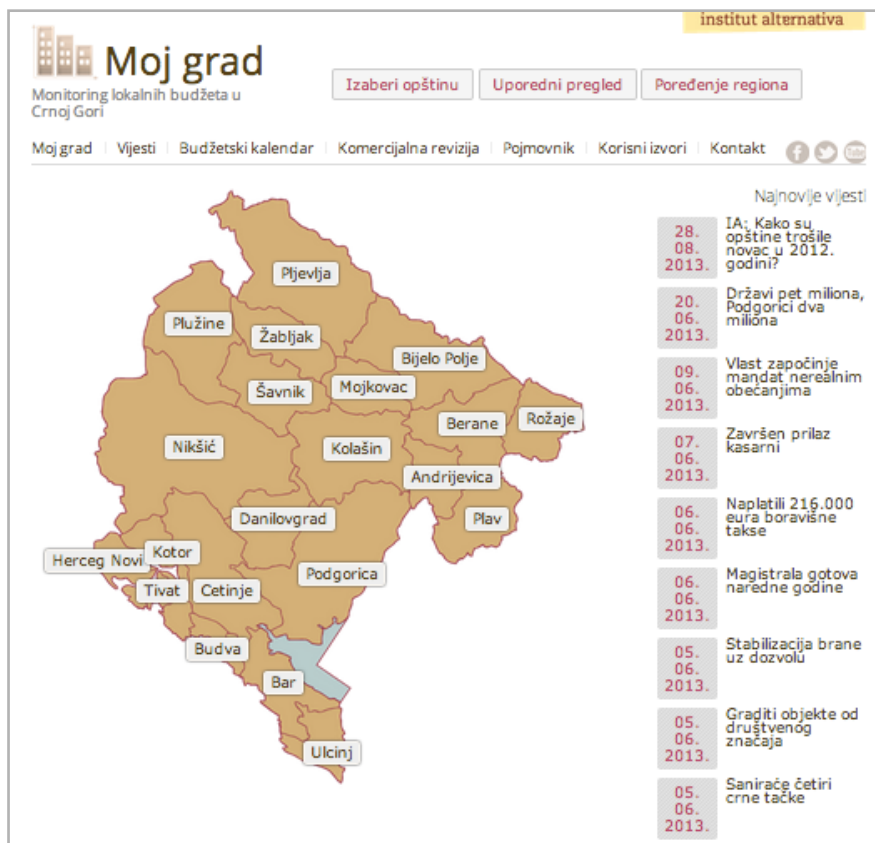 institut alternativa
Moj grad
Monitoring lokalnih budžeta u
Crnoj Gori
Izaberi opštinu
Uporedni pregled
Poređenje regiona
Moj grad
Vijesti
Budžetski kalendar
Komercijalna revizija
Pojmovnik
Korisni izvori
Kontakt
Pljevlja
Plužine
Žabljak
Bijelo Polje
Šavnik
Mojkovac
Berane
Rožaje
Nikšić
Kolašin
Andrijevica
Danilovgrad
Plav
Herceg Novi
Kotor
Podgorica
Tivat
Cetinje
Budva
Bar
Ulcinj
Najnovije vijesti
28.
08.
2013.
IA: Kako su
opštine trošile
novac u 2012.
godini?
20.
06.
2013.
Državi pet miliona,
Podgorici dva
miliona
09.
06.
2013.
Vlast započinje
mandat nerealnim
obećanjima
07.
06.
2013.
Završen prilaz
kasarni
06.
06.
2013.
Naplatili 216.000
eura boravišne
takse
06.
06.
2013.
Magistrala gotova
naredne godine
05.
06.
2013.
Stabilizacija brane
uz dozvolu
05.
06.
2013.
Graditi objekte od
društvenog
značaja
05.
06.
2013.
Saniraće četiri
crne tačke